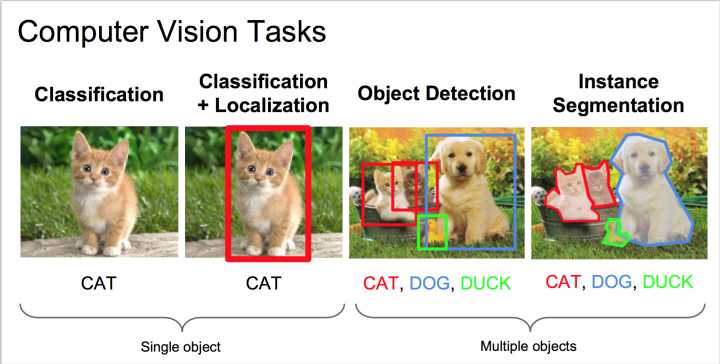 Computer Vision Tasks
Classification
Classification
+ Localization
Object Detection
Instance
Segmentation
CAT
CAT
CAT, DOG, DUCK
CAT, DOG, DUCK
Single object
Multiple objects